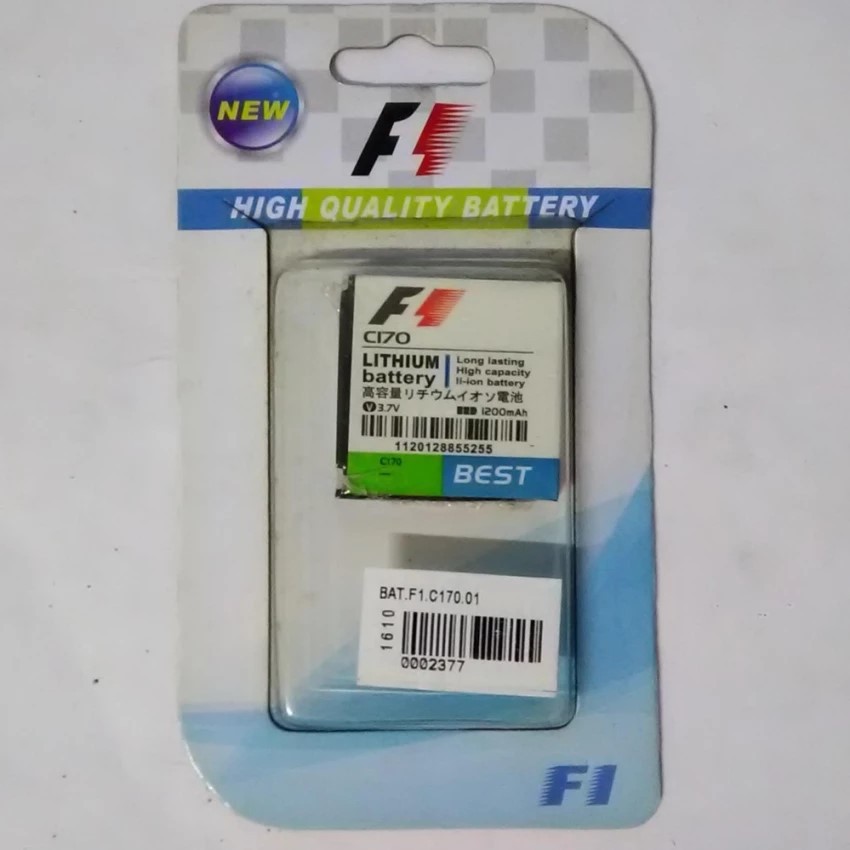 NEW
F1
HIGH QUALITY BATTERY
F1
C170
LITHIUM battery
Long lasting
High capacity
li-ion battery
高容量リチウムイオソ電池
V 3.7V 1200mAh
1120128855255
C170
BEST
BAT.F1.C170.01
1610
0002377
F1